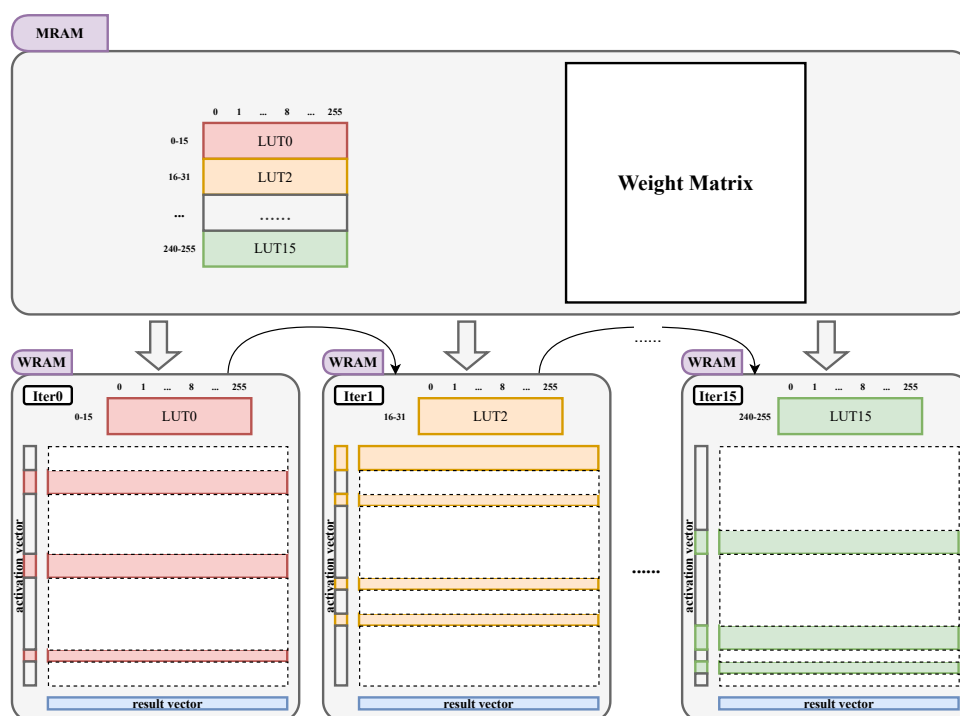 MRAM
0 1 ... 8 ... 255
0-15 LUT0
16-31 LUT2
... ......
240-255 LUT15
Weight Matrix
......
WRAM
Iter0
0 1 ... 8 ... 255
0-15 LUT0
activation vector
result vector
WRAM
Iter1
0 1 ... 8 ... 255
16-31 LUT2
activation vector
result vector
......
WRAM
Iter15
0 1 ... 8 ... 255
240-255 LUT15
activation vector
result vector